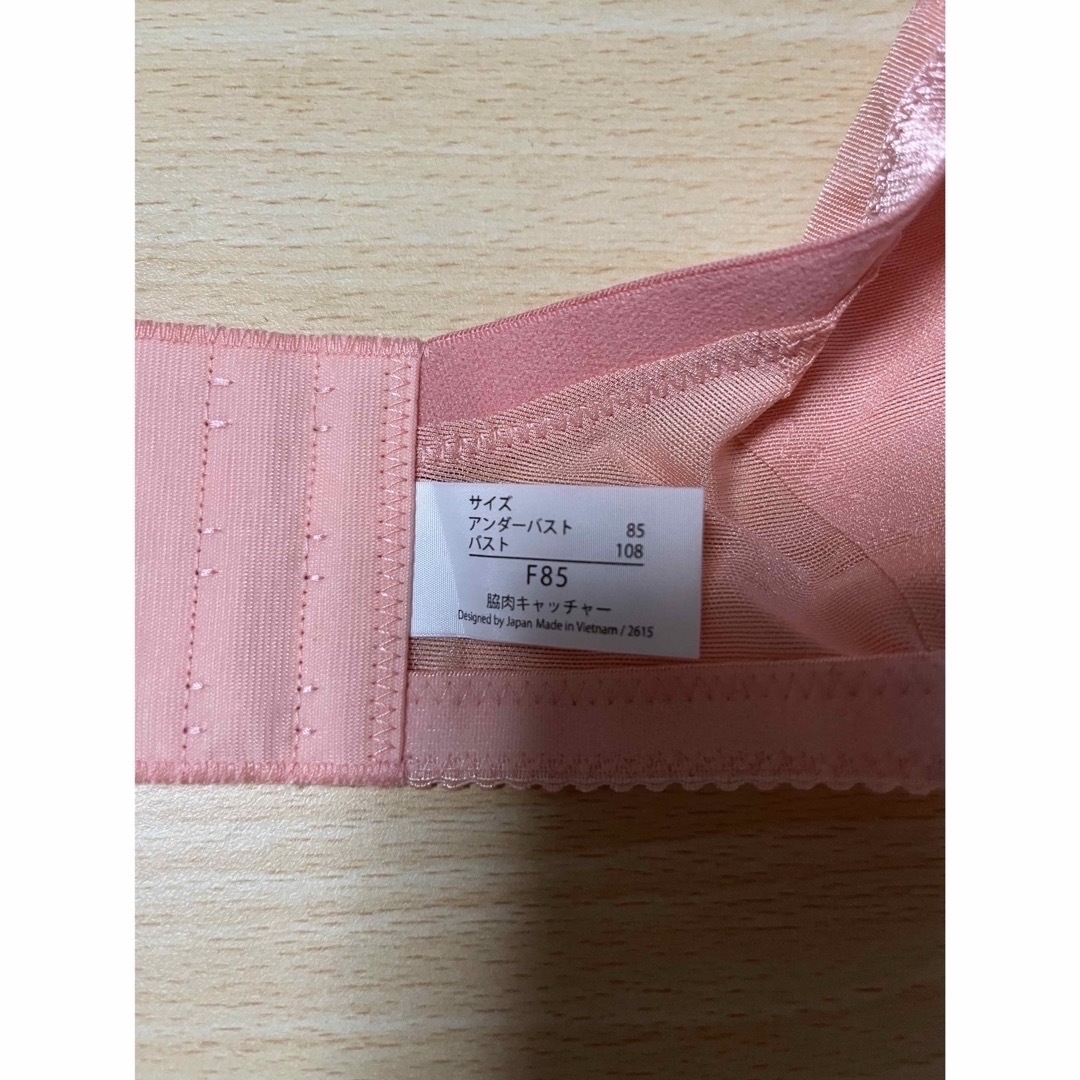 サイズ
アンダーバスト 85
バスト 108
F85
脇肉キャッチャー
Designed by Japan Made in Vietnam / 2615